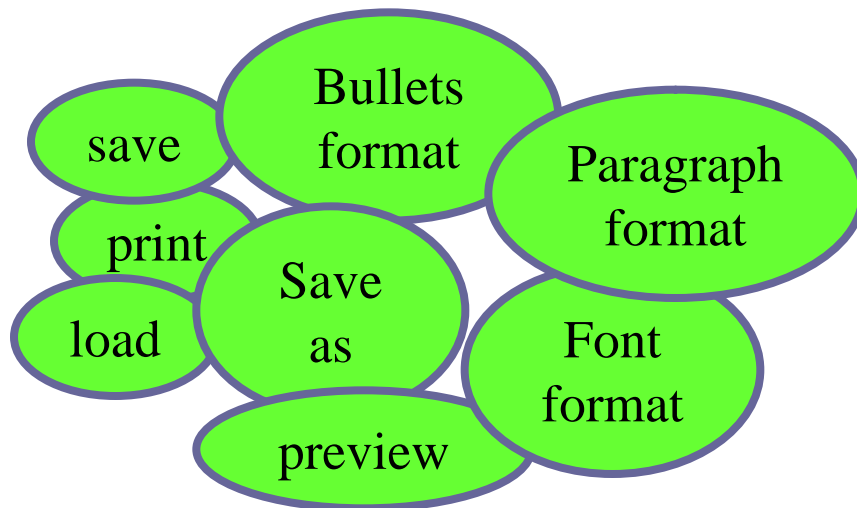 Bullets
format
save
Paragraph
format
print
Save
as
load
Font
format
preview